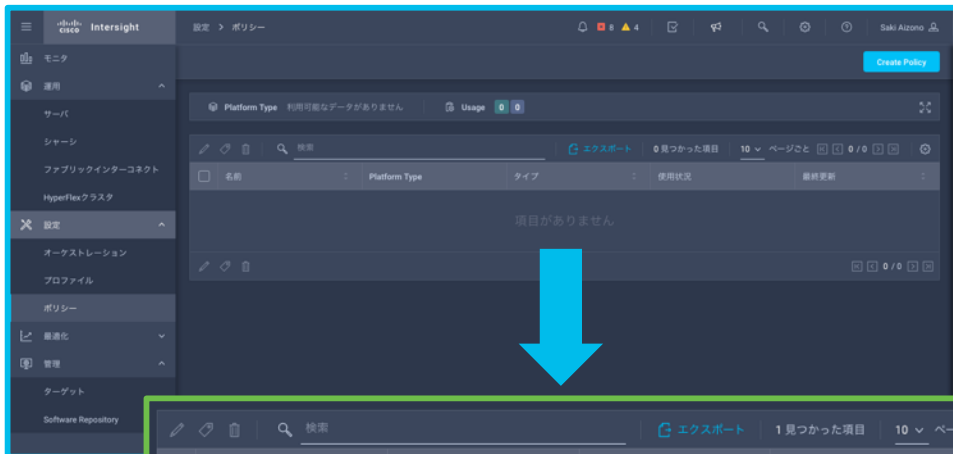 cisco Intersight
設定 > ポリシー
8 4
Saki Aizono
モニタ
運用
サーバ
シャーシ
ファブリックインターコネクト
HyperFlexクラスタ
設定
オーケストレーション
プロファイル
ポリシー
最適化
管理
ターゲット
Software Repository
Create Policy
Platform Type 利用可能なデータがありません Usage 0 0
検索 エクスポート 0 見つかった項目 10 ページごと 0 / 0
名前 Platform Type タイプ 使用状況 最終更新
項目がありません
0 / 0
検索 エクスポート 1 見つかった項目 10 ペー